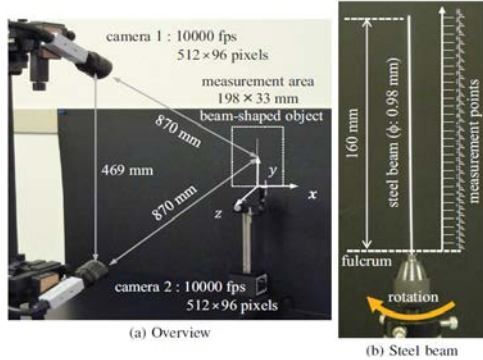 camera 1 : 10000 fps
512×96 pixels
measurement area
198 × 33 mm
beam-shaped object
870 mm
469 mm
870 mm
y
x
z
camera 2 : 10000 fps
512×96 pixels
(a) Overview
160 mm
steel beam (ϕ: 0.98 mm)
measurement points
fulcrum
rotation
(b) Steel beam